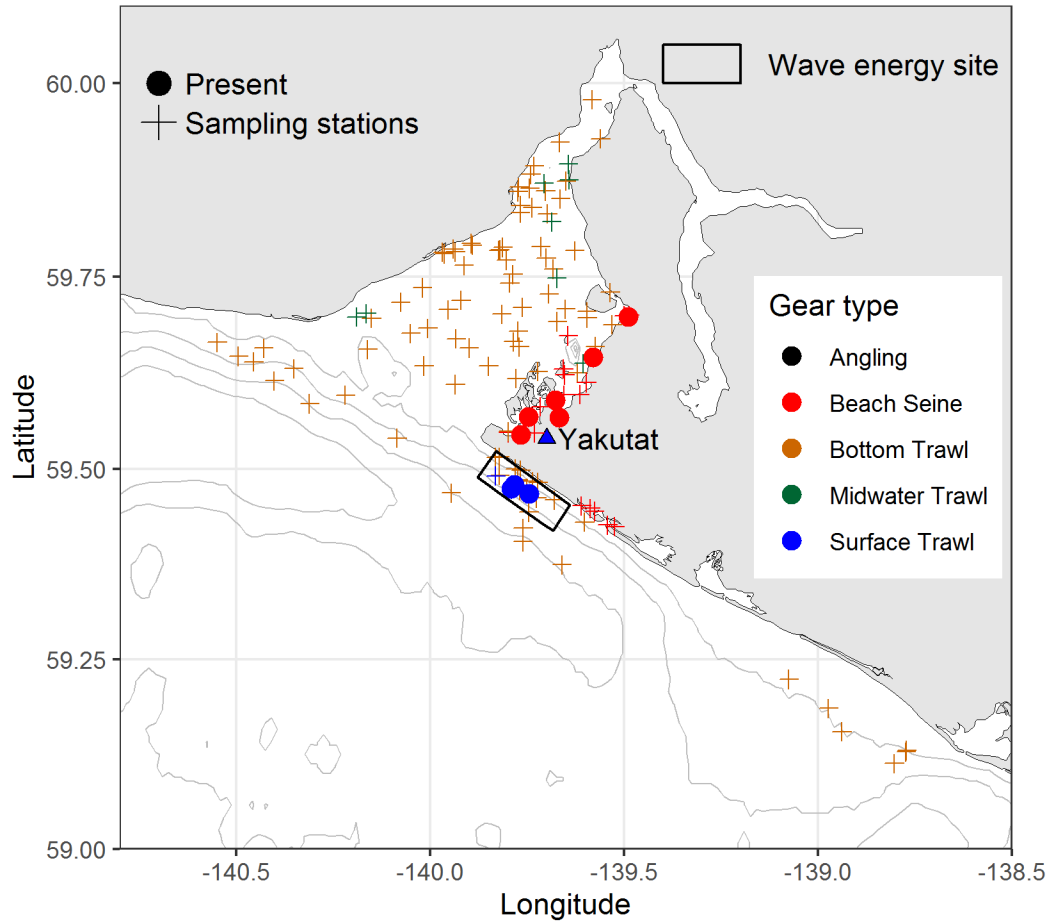 Present
Sampling stations
Wave energy site
60.00
59.75
59.50
59.25
59.00
Latitude
Yakutat
Gear type
Angling
Beach Seine
Bottom Trawl
Midwater Trawl
Surface Trawl
-140.5 -140.0 -139.5 -139.0 -138.5
Longitude